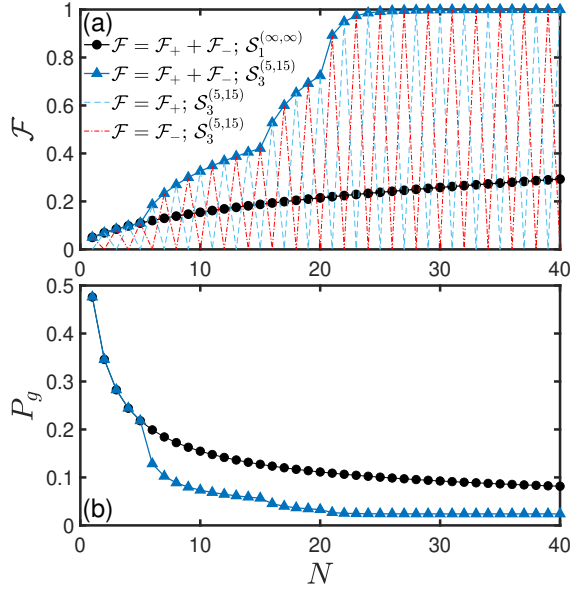 1
(a)
ℱ = ℱ₊ + ℱ₋; 𝒮₁^(∞,∞)
0.8
ℱ = ℱ₊ + ℱ₋; 𝒮₃^(5,15)
0.6
ℱ = ℱ₊; 𝒮₃^(5,15)
ℱ
ℱ = ℱ₋; 𝒮₃^(5,15)
0.4
0.2
0
0 10 20 30 40
0.5
0.4
0.3
P_g
0.2
0.1
(b)
0
0 10 20 30 40
N